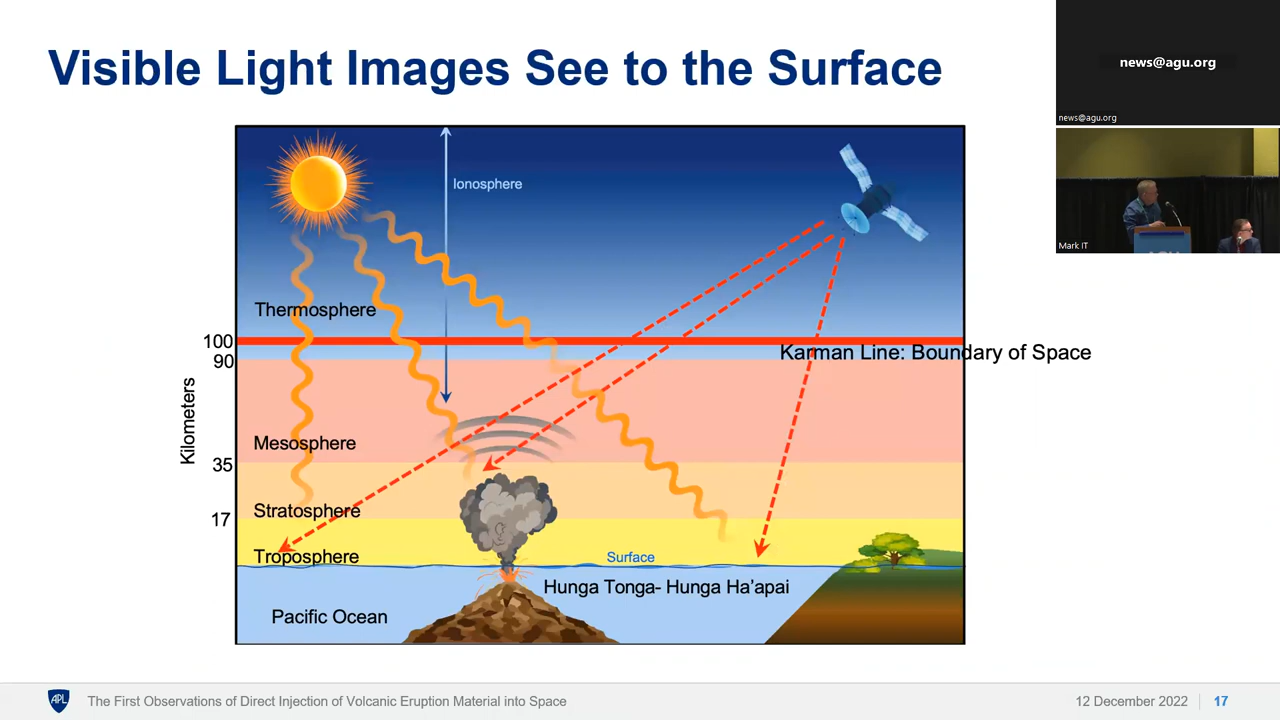 Visible Light Images See to the Surface
news@agu.org
news@agu.org
Mark IT
Ionosphere
Thermosphere
100
Karman Line: Boundary of Space
90
Kilometers
Mesosphere
35
Stratosphere
17
Troposphere
Surface
Hunga Tonga- Hunga Ha’apai
Pacific Ocean
APL
The First Observations of Direct Injection of Volcanic Eruption Material into Space
12 December 2022
17